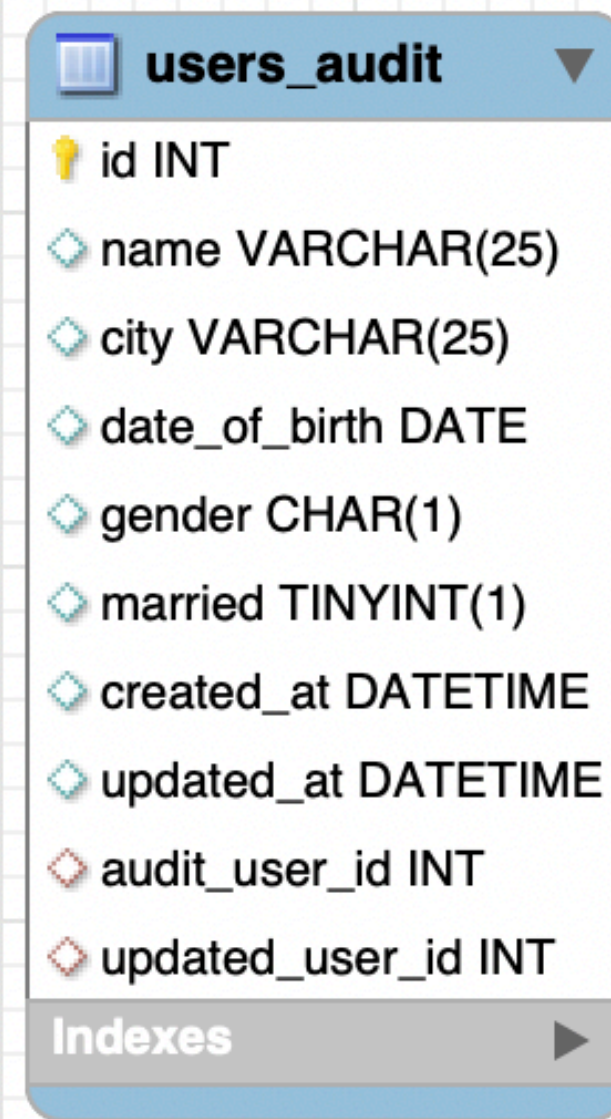 users_audit
id INT
name VARCHAR(25)
city VARCHAR(25)
date_of_birth DATE
gender CHAR(1)
married TINYINT(1)
created_at DATETIME
updated_at DATETIME
audit_user_id INT
updated_user_id INT
Indexes